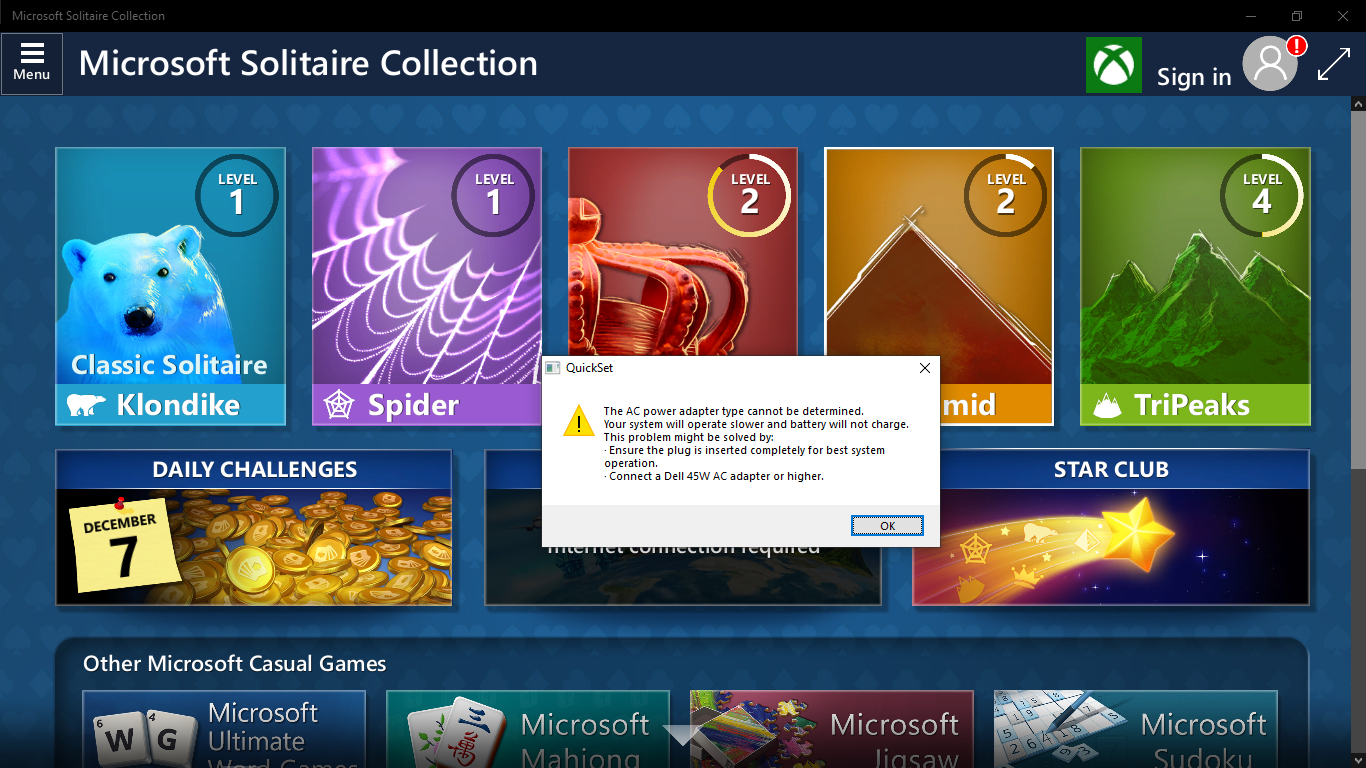 Microsoft Solitaire Collection
Menu
Microsoft Solitaire Collection
Sign in
!
LEVEL
1
Classic Solitaire
Klondike
LEVEL
1
Spider
LEVEL
2
LEVEL
2
mid
LEVEL
4
TriPeaks
QuickSet
The AC power adapter type cannot be determined.
Your system will operate slower and battery will not charge.
This problem might be solved by:
· Ensure the plug is inserted completely for best system
operation.
· Connect a Dell 45W AC adapter or higher.
OK
DAILY CHALLENGES
DECEMBER
7
Internet connection required
STAR CLUB
Other Microsoft Casual Games
6
W
4
G
Microsoft
Ultimate
Word Games
Microsoft
Mahjong
Microsoft
Jigsaw
Microsoft
Sudoku